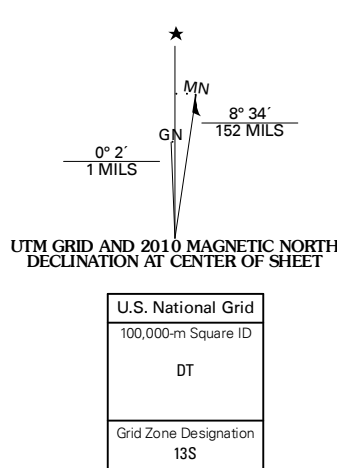 MN
8° 34´
152 MILS
GN
0° 2´
1 MILS
UTM GRID AND 2010 MAGNETIC NORTH
DECLINATION AT CENTER OF SHEET
U.S. National Grid
100,000-m Square ID
DT
Grid Zone Designation
13S